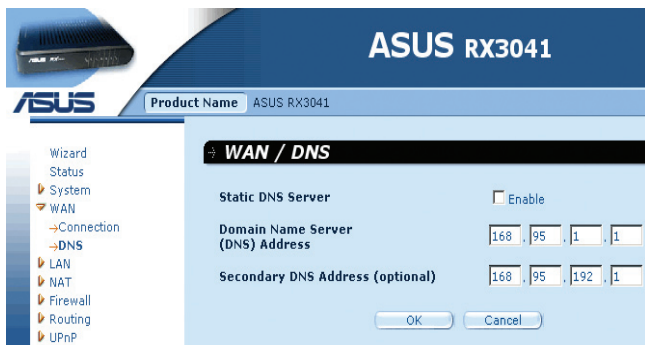 ASUS RX3041
ASUS
Product Name ASUS RX3041
Wizard
Status
System
WAN
Connection
DNS
LAN
NAT
Firewall
Routing
UPnP
WAN / DNS
Static DNS Server Enable
Domain Name Server
(DNS) Address 168 . 95 . 1 . 1
Secondary DNS Address (optional) 168 . 95 . 192 . 1
OK Cancel